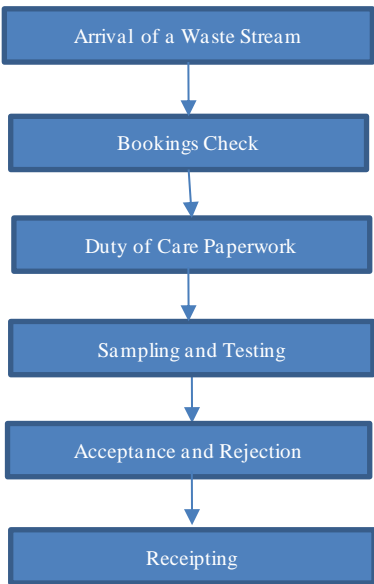 Arrival of a Waste Stream
Bookings Check
Duty of Care Paperwork
Sampling and Testing
Acceptance and Rejection
Receipting